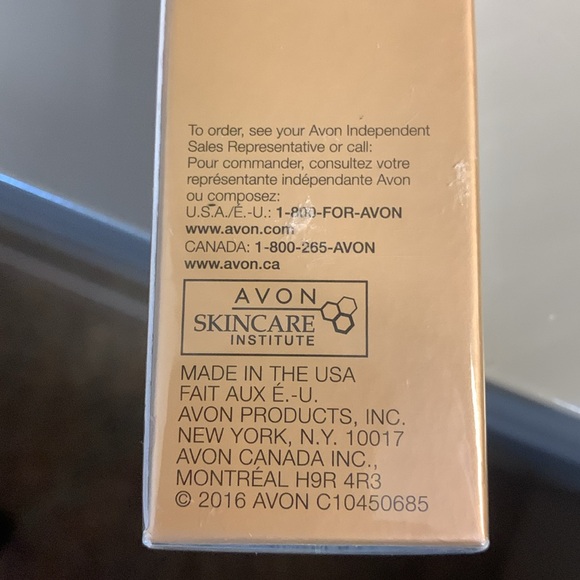 To order, see your Avon Independent
Sales Representative or call:
Pour commander, consultez votre
représentante indépendante Avon
ou composez:
U.S.A./É.-U.: 1-800-FOR-AVON
www.avon.com
CANADA: 1-800-265-AVON
www.avon.ca
AVON
SKINCARE
INSTITUTE
MADE IN THE USA
FAIT AUX É.-U.
AVON PRODUCTS, INC.
NEW YORK, N.Y. 10017
AVON CANADA INC.,
MONTRÉAL H9R 4R3
© 2016 AVON C10450685